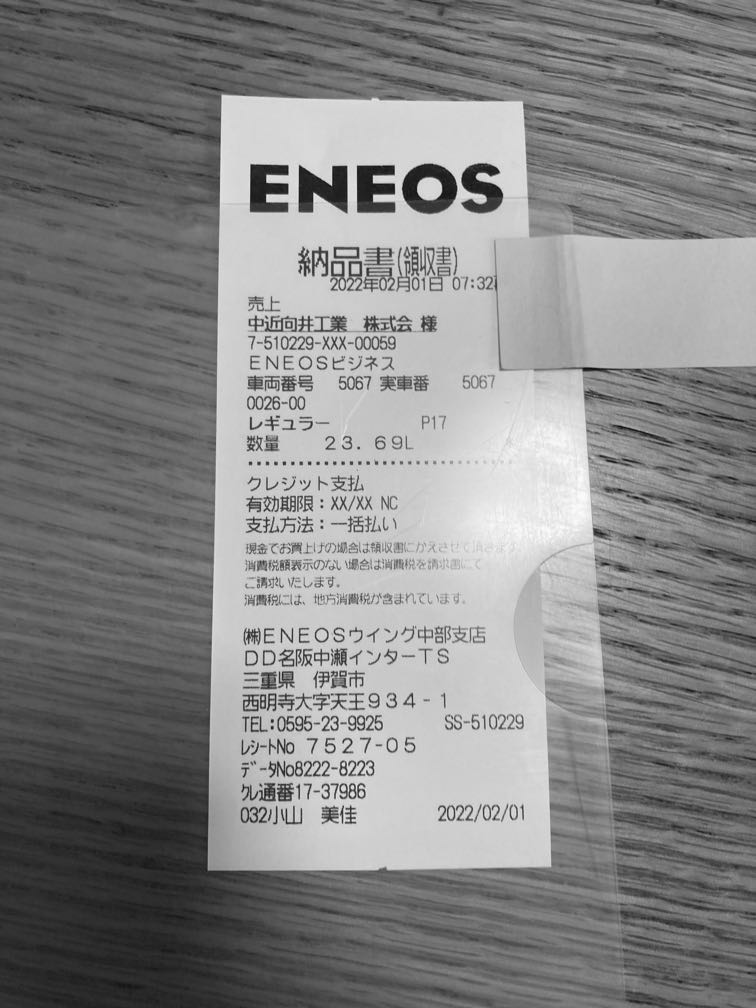 ENEOS
納品書(領収書)
2022年02月01日 07:32
売上
中近向井工業 株式会 様
7-510229-XXX-00059
ENEOSビジネス
車両番号 5067 実車番 5067
0026-00
レギュラー P17
数量 23.69L
クレジット支払
有効期限:XX/XX NC
支払方法:一括払い
現金でお買上げの場合は領収書にかえさせて頂きます。
消費税額表示のない場合は消費税を請求書にて
ご請求いたします。
消費税には、地方消費税が含まれています。
㈱ENEOSウイング中部支店
DD名阪中瀬インターTS
三重県 伊賀市
西明寺大字天王934-1
TEL:0595-23-9925 SS-510229
レシートNo 7527-05
データNo8222-8223
クレ通番17-37986
032小山 美佳 2022/02/01